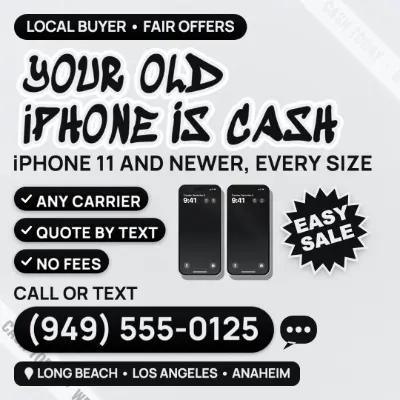 LOCAL BUYER • FAIR OFFERS
YOUR OLD
iPHONE iS CASH
iPHONE 11 AND NEWER, EVERY SIZE
ANY CARRIER
QUOTE BY TEXT
NO FEES
9:41
9:41
EASY
SALE
CALL OR TEXT
(949) 555-0125
LONG BEACH • LOS ANGELES • ANAHEIM